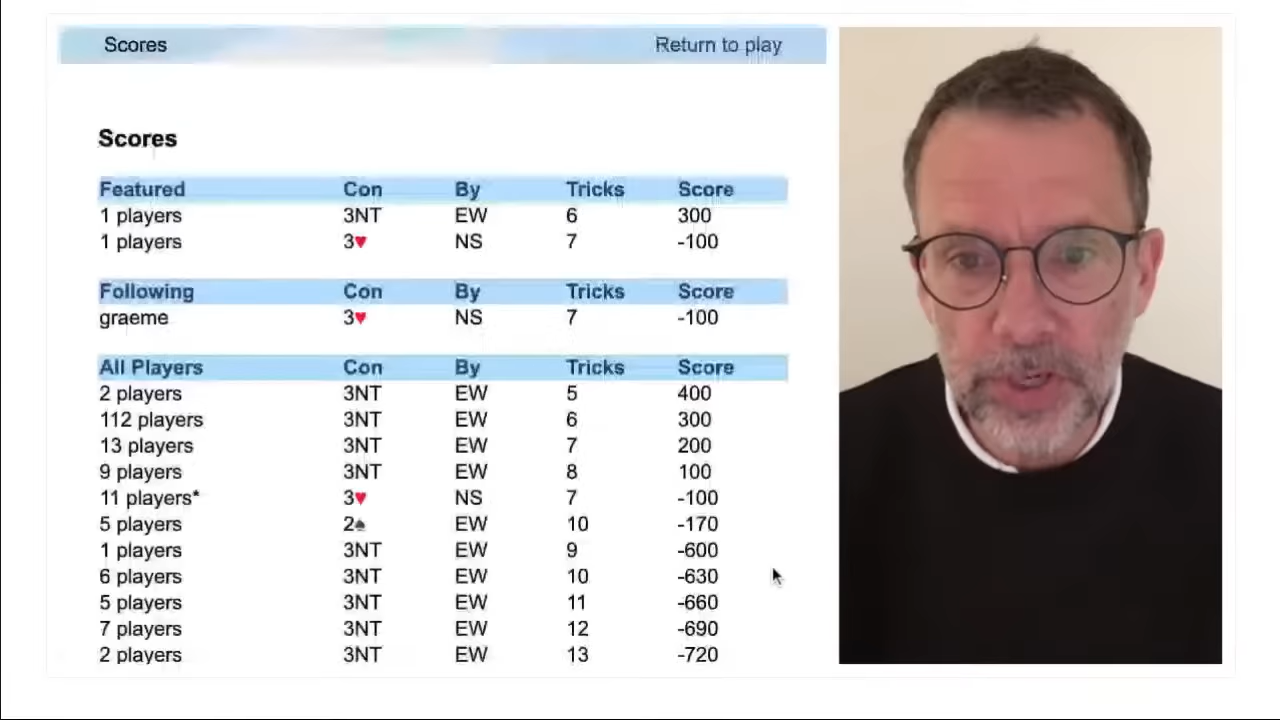 Scores Return to play
Scores
Featured Con By Tricks Score
1 players 3NT EW 6 300
1 players 3♥ NS 7 -100
Following Con By Tricks Score
graeme 3♥ NS 7 -100
All Players Con By Tricks Score
2 players 3NT EW 5 400
112 players 3NT EW 6 300
13 players 3NT EW 7 200
9 players 3NT EW 8 100
11 players* 3♥ NS 7 -100
5 players 2♠ EW 10 -170
1 players 3NT EW 9 -600
6 players 3NT EW 10 -630
5 players 3NT EW 11 -660
7 players 3NT EW 12 -690
2 players 3NT EW 13 -720